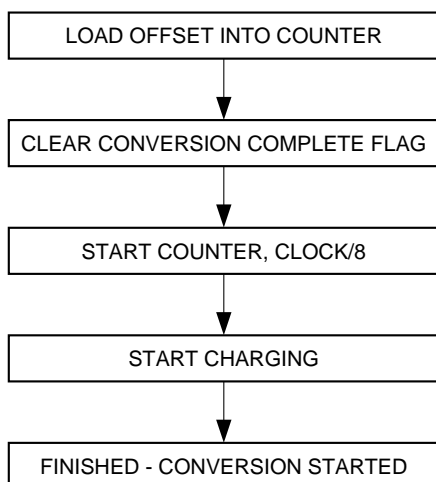 LOAD OFFSET INTO COUNTER
CLEAR CONVERSION COMPLETE FLAG
START COUNTER, CLOCK/8
START CHARGING
FINISHED - CONVERSION STARTED